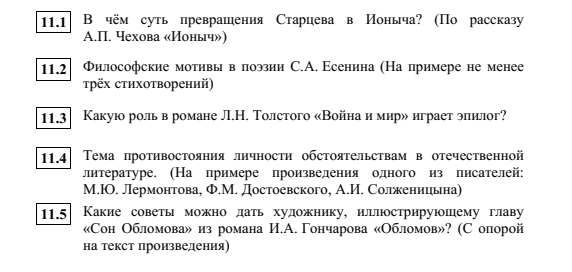 11.1 В чём суть превращения Старцева в Ионыча? (По рассказу
А.П. Чехова «Ионыч»)
11.2 Философские мотивы в поэзии С.А. Есенина (На примере не менее
трёх стихотворений)
11.3 Какую роль в романе Л.Н. Толстого «Война и мир» играет эпилог?
11.4 Тема противостояния личности обстоятельствам в отечественной
литературе. (На примере произведения одного из писателей:
М.Ю. Лермонтова, Ф.М. Достоевского, А.И. Солженицына)
11.5 Какие советы можно дать художнику, иллюстрирующему главу
«Сон Обломова» из романа И.А. Гончарова «Обломов»? (С опорой
на текст произведения)